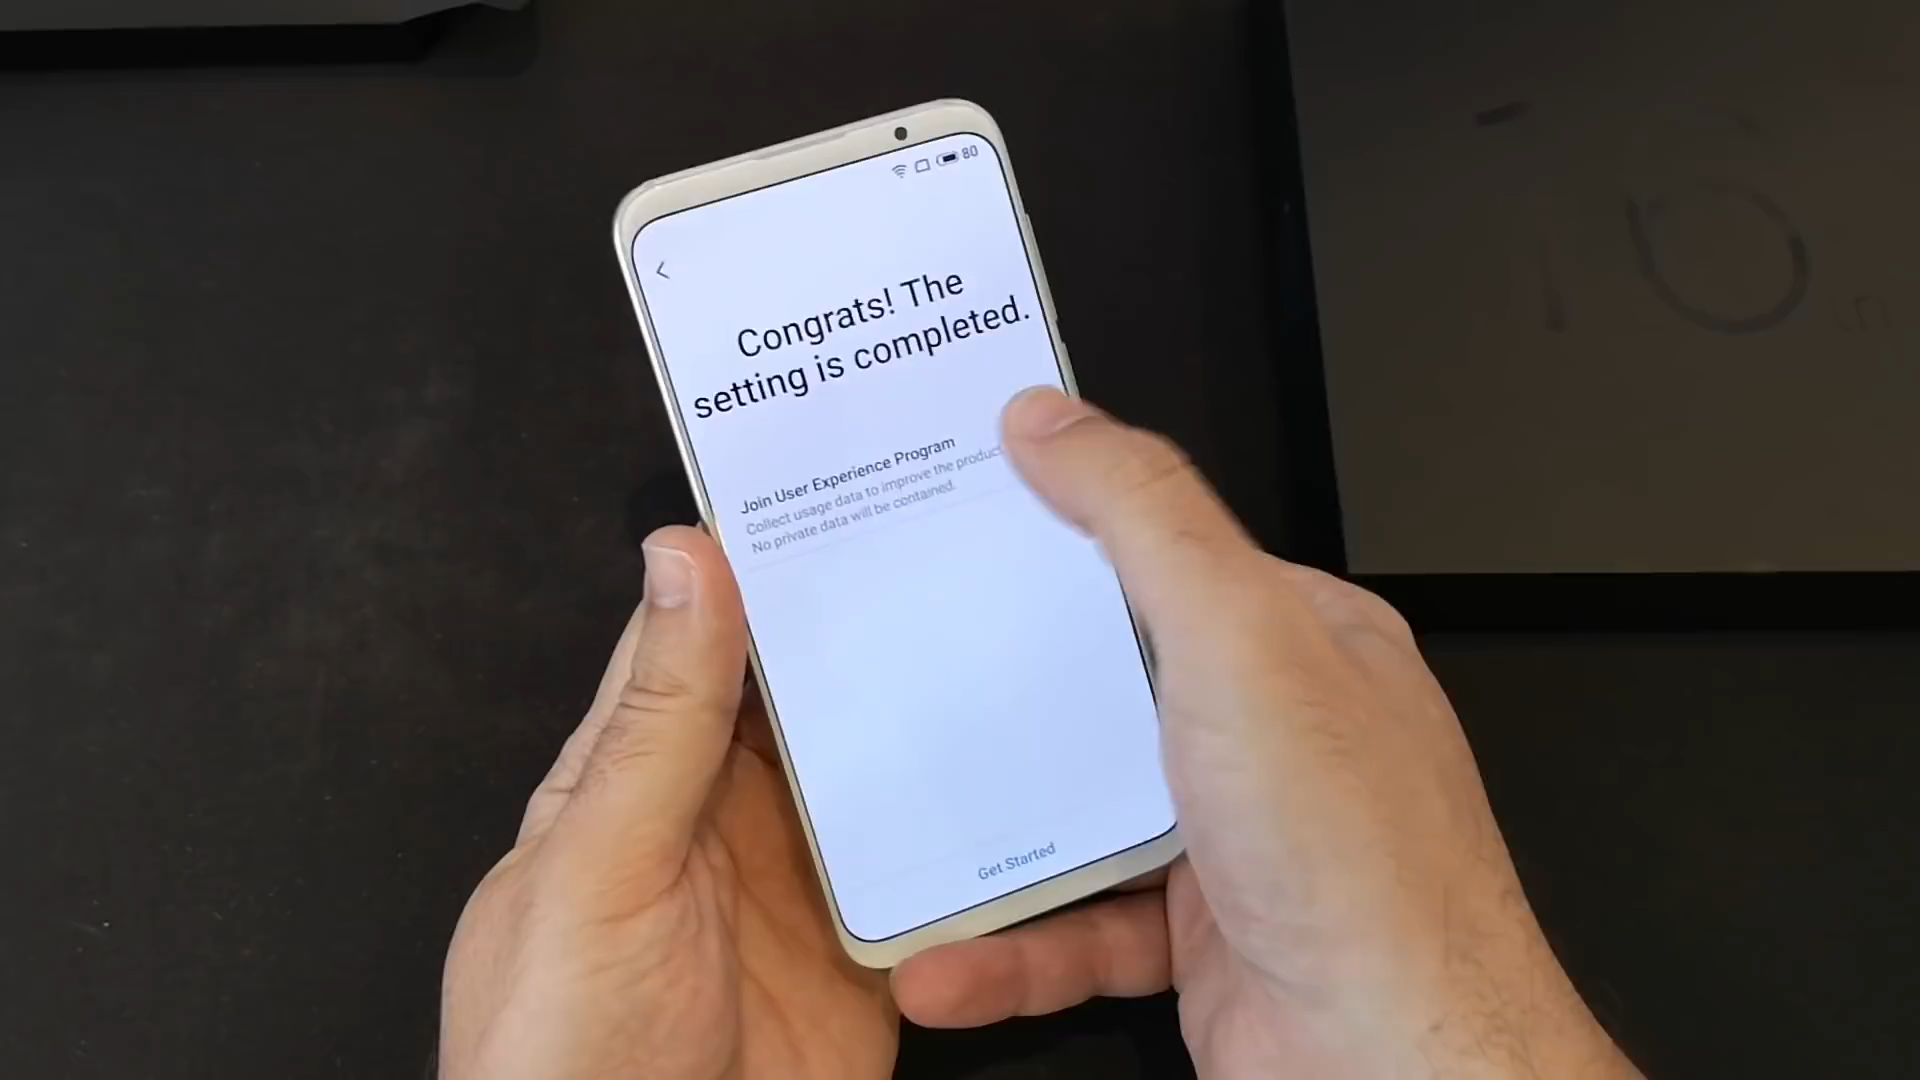 80
Congrats! The
setting is completed.
Join User Experience Program
Collect usage data to improve the product
No private data will be contained.
Get Started